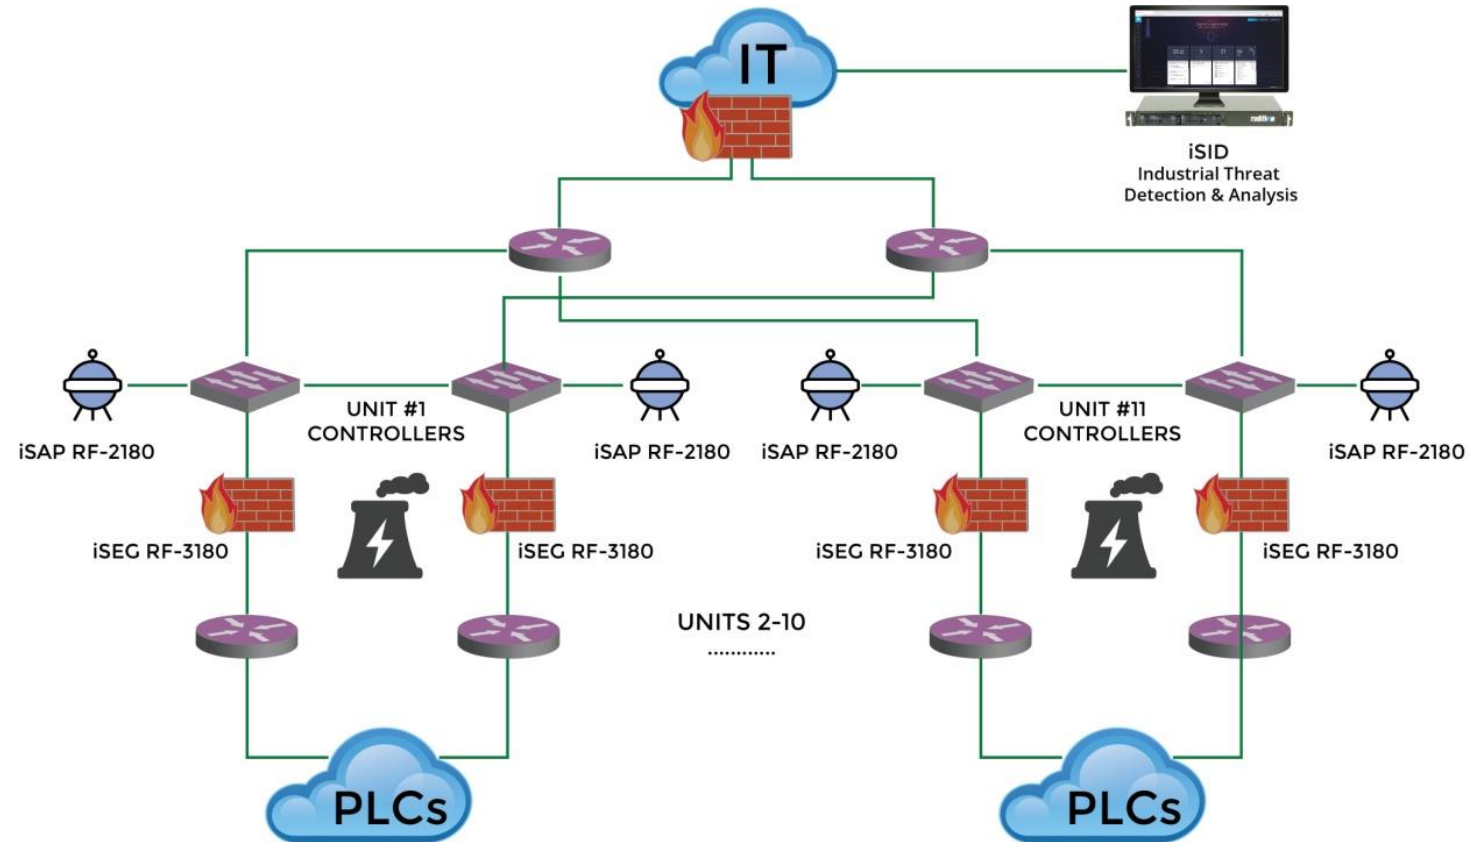 IT
iSID
Industrial Threat
Detection & Analysis
UNIT #1
CONTROLLERS
UNIT #11
CONTROLLERS
iSAP RF-2180
iSAP RF-2180
iSAP RF-2180
iSAP RF-2180
iSEG RF-3180
iSEG RF-3180
iSEG RF-3180
iSEG RF-3180
UNITS 2-10
............
PLCs
PLCs